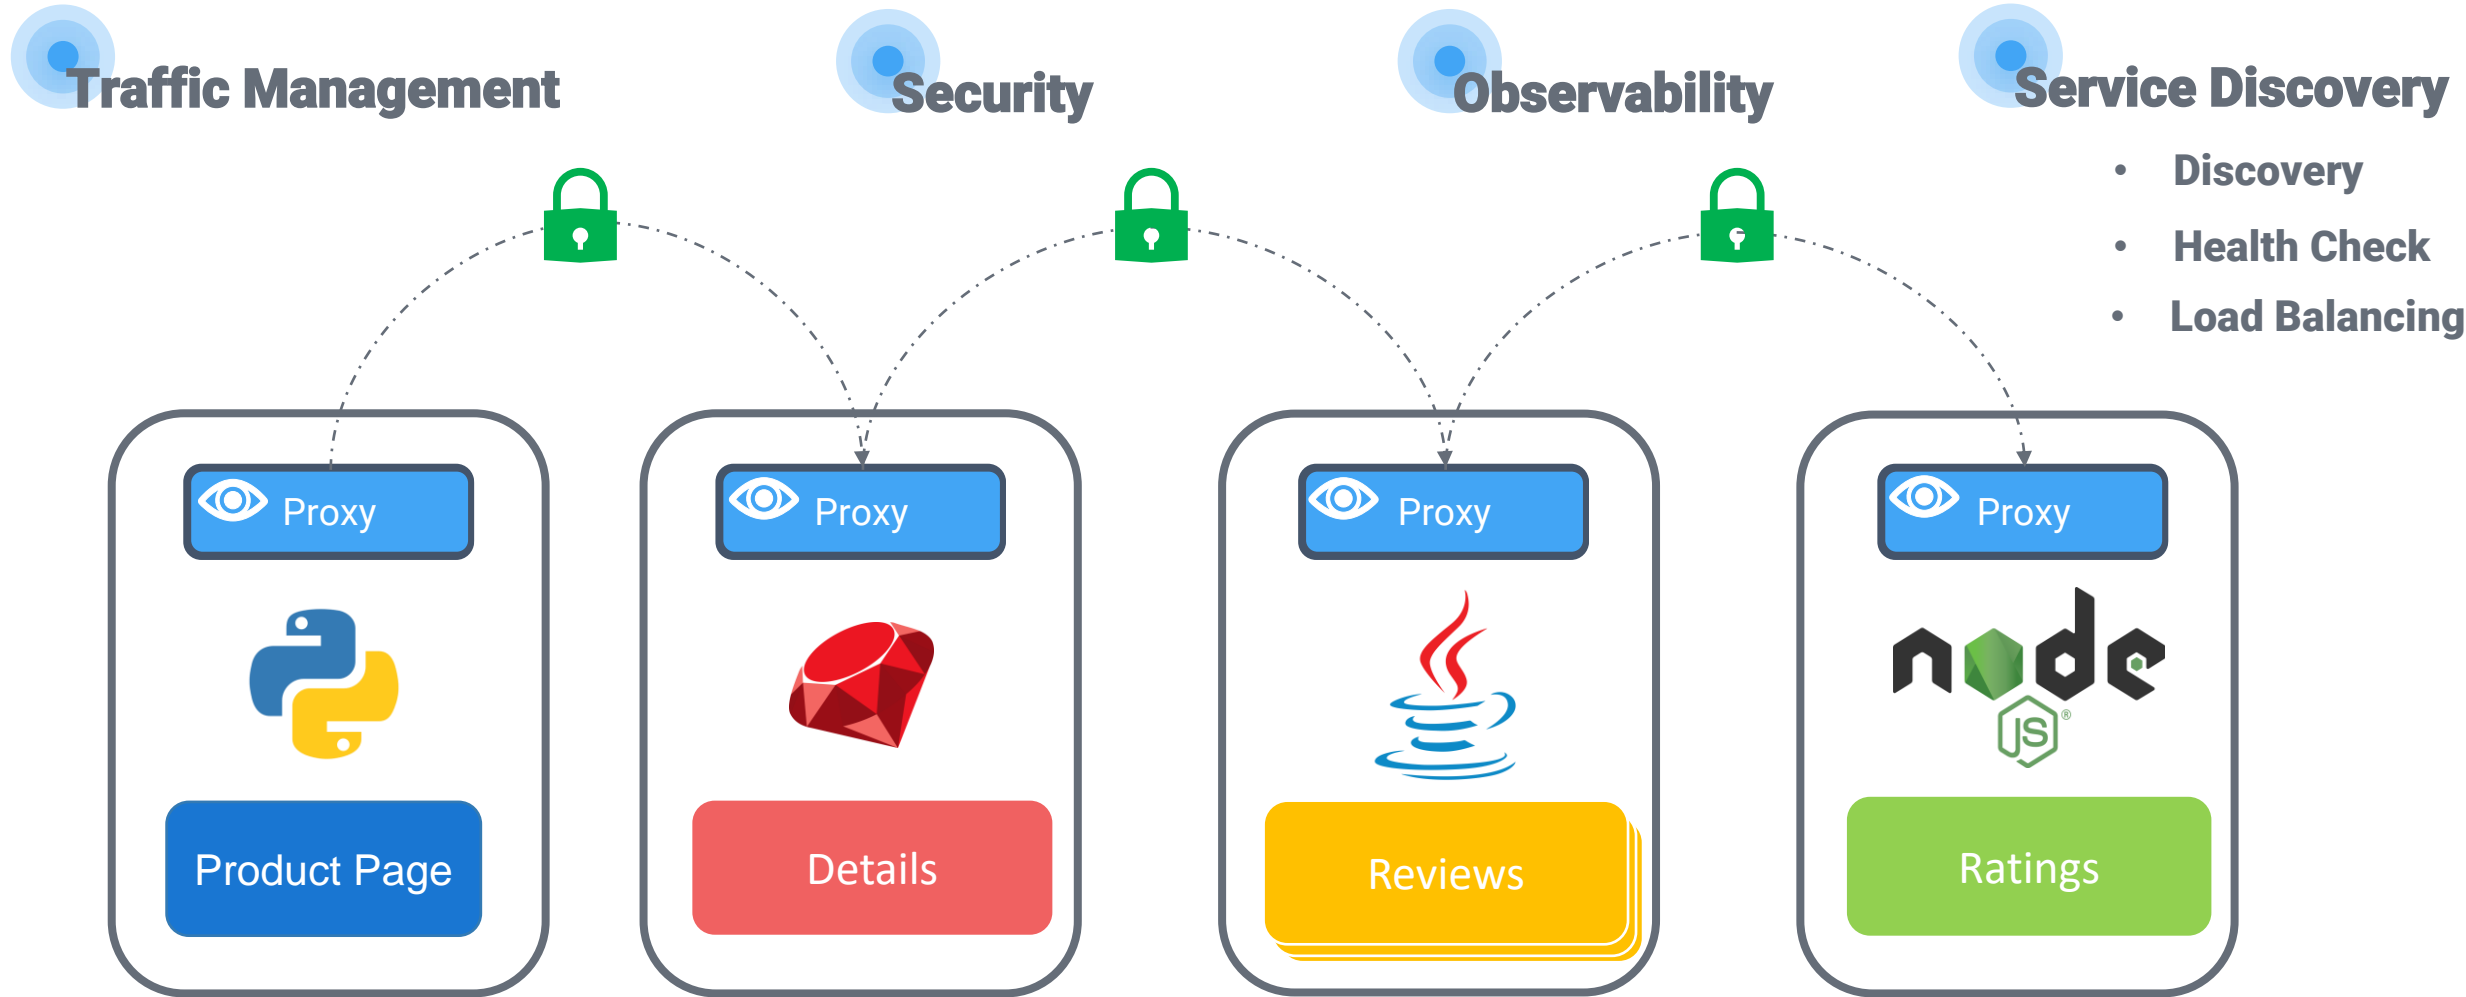 Traffic Management
Security
Observability
Service Discovery
• Discovery
• Health Check
• Load Balancing
Proxy
Proxy
Proxy
Proxy
node
JS®
Product Page
Details
Reviews
Ratings